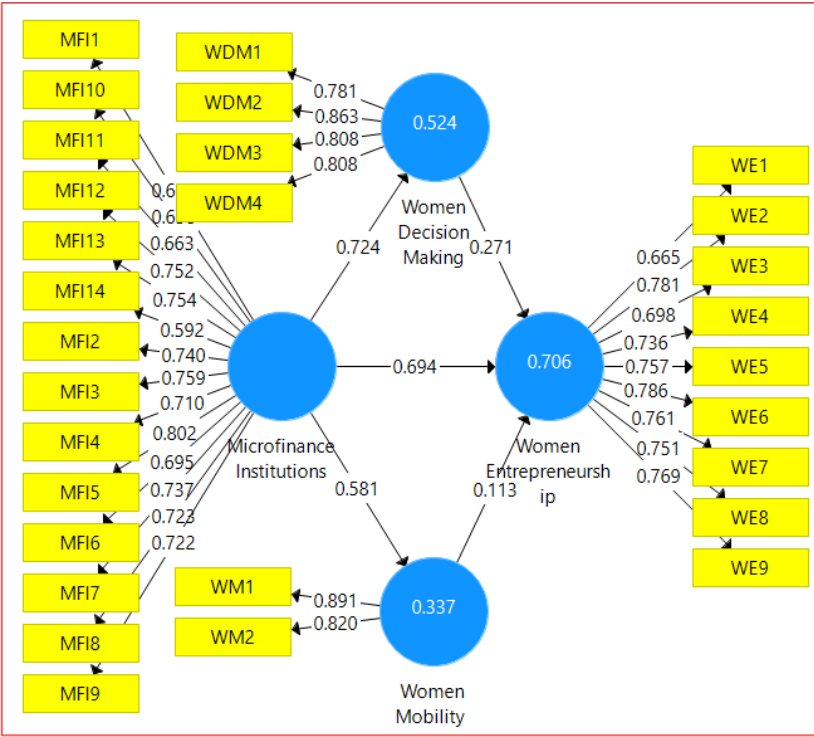 MFI1
MFI10
MFI11
MFI12
MFI13
MFI14
MFI2
MFI3
MFI4
MFI5
MFI6
MFI7
MFI8
MFI9
0.663
0.752
0.754
0.592
0.740
0.759
0.710
0.802
0.695
0.737
0.723
0.722
WDM1
WDM2
WDM3
WDM4
0.781
0.863
0.808
0.808
0.524
Women
Decision
Making
0.724
0.271
Microfinance
Institutions
0.694
0.706
Women
Entrepreneursh
ip
0.581
0.113
WM1
WM2
0.891
0.820
0.337
Women
Mobility
0.665
0.781
0.698
0.736
0.757
0.786
0.761
0.751
0.769
WE1
WE2
WE3
WE4
WE5
WE6
WE7
WE8
WE9